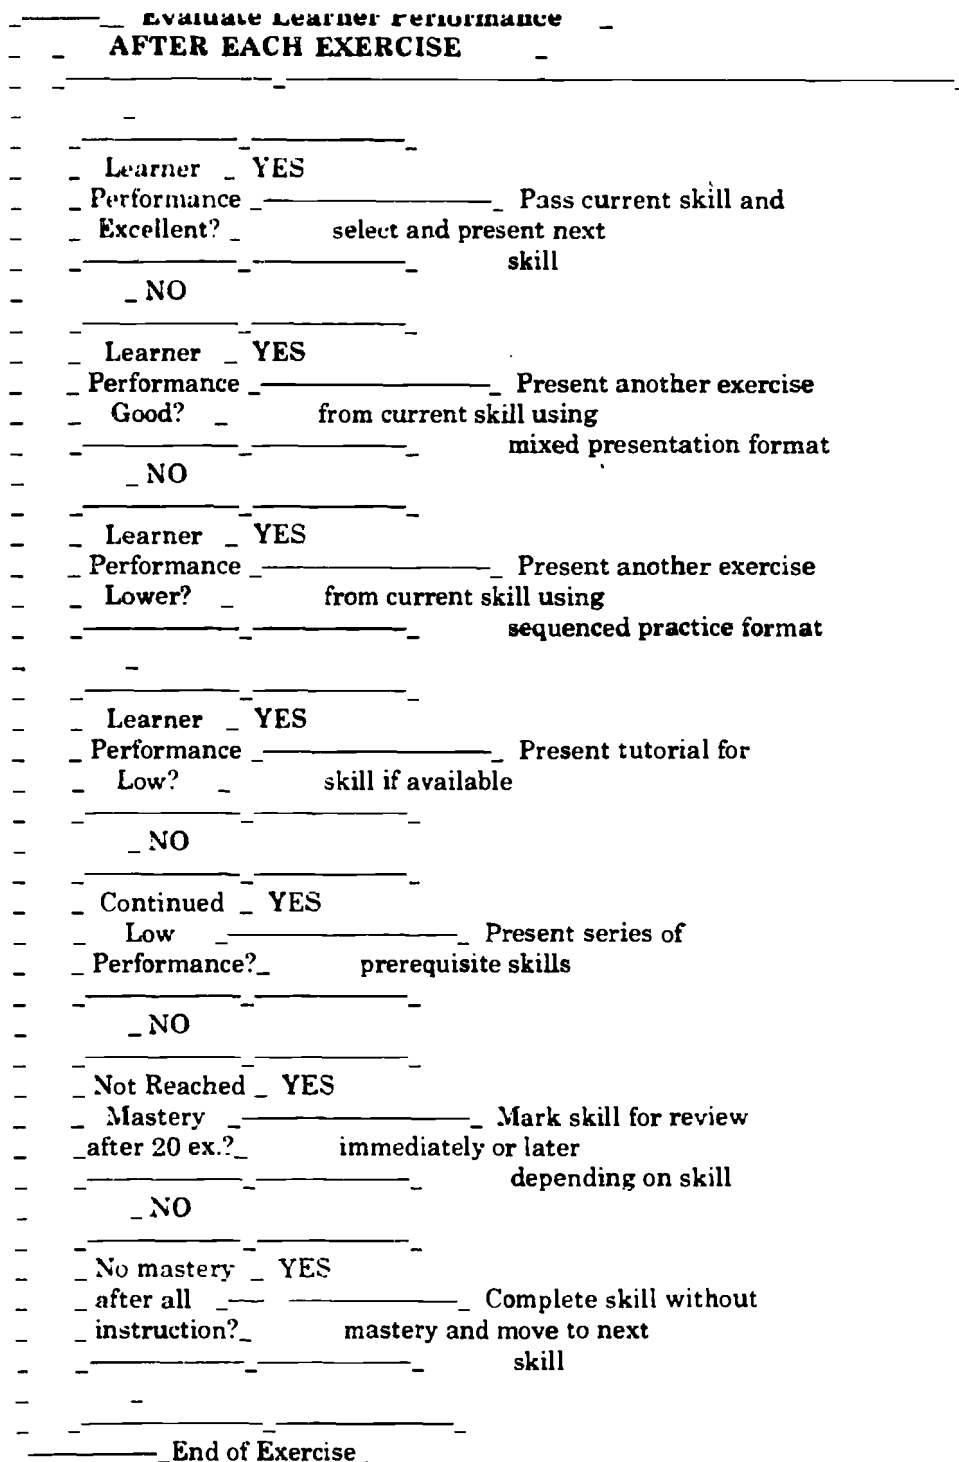 Evaluate Learner Performance
AFTER EACH EXERCISE
Learner YES
Performance Pass current skill and
Excellent? select and present next
skill
NO
Learner YES
Performance Present another exercise
Good? from current skill using
mixed presentation format
NO
Learner YES
Performance Present another exercise
Lower? from current skill using
sequenced practice format
Learner YES
Performance Present tutorial for
Low? skill if available
NO
Continued YES
Low Present series of
Performance? prerequisite skills
NO
Not Reached YES
Mastery Mark skill for review
after 20 ex.? immediately or later
depending on skill
NO
No mastery YES
after all Complete skill without
instruction? mastery and move to next
skill
End of Exercise